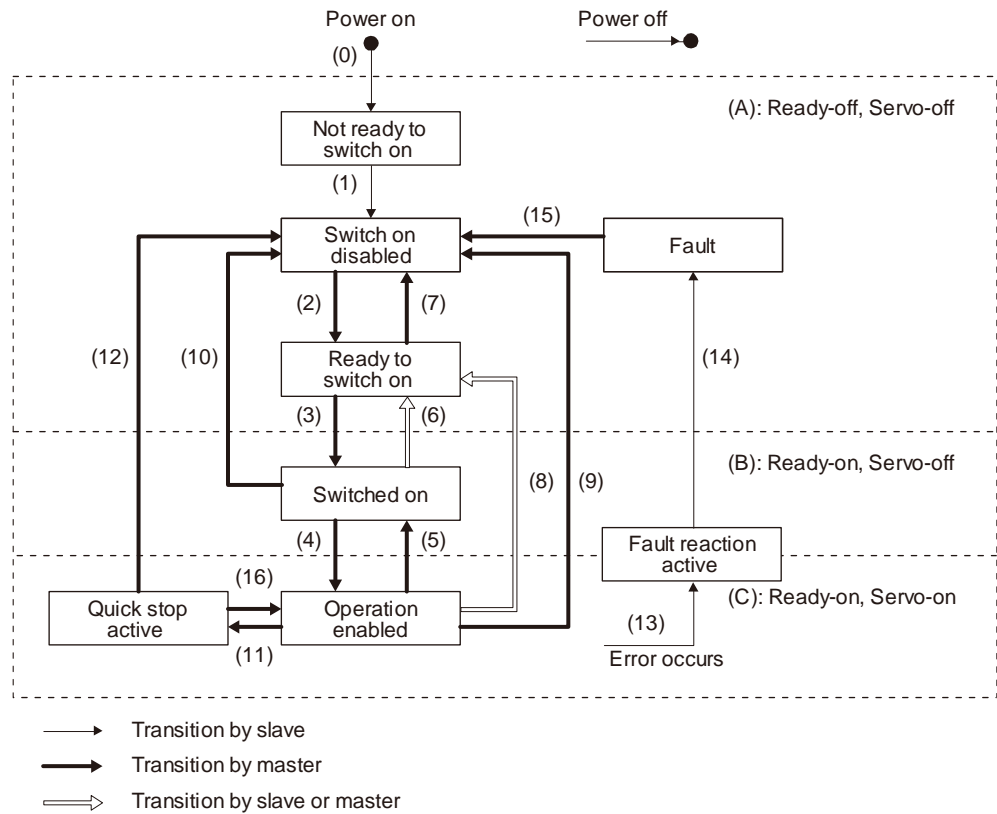 Power on
Power off
(0)
(A): Ready-off, Servo-off
Not ready to
switch on
(1)
(15)
Switch on
disabled
Fault
(2)
(7)
(12)
(10)
(14)
Ready to
switch on
(3)
(6)
(B): Ready-on, Servo-off
(8)
(9)
Switched on
(4)
(5)
Fault reaction
active
(16)
(C): Ready-on, Servo-on
Quick stop
active
Operation
enabled
(13)
(11)
Error occurs
Transition by slave
Transition by master
Transition by slave or master